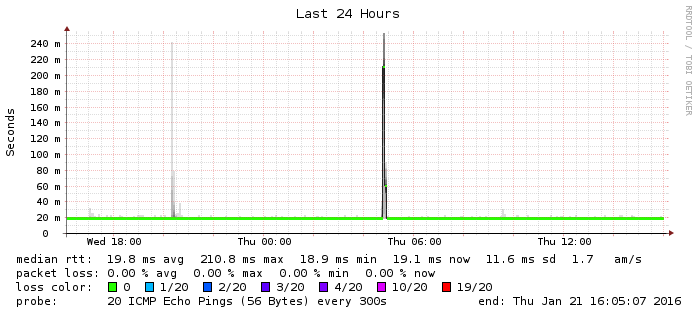 Last 24 Hours
RRDTOOL / TOBI OETIKER
Seconds
240 m
220 m
200 m
180 m
160 m
140 m
120 m
100 m
80 m
60 m
40 m
20 m
0
Wed 18:00 Thu 00:00 Thu 06:00 Thu 12:00
median rtt: 19.8 ms avg 210.8 ms max 18.9 ms min 19.1 ms now 11.6 ms sd 1.7 am/s
packet loss: 0.00 % avg 0.00 % max 0.00 % min 0.00 % now
loss color: 0 1/20 2/20 3/20 4/20 10/20 19/20
probe: 20 ICMP Echo Pings (56 Bytes) every 300s end: Thu Jan 21 16:05:07 2016